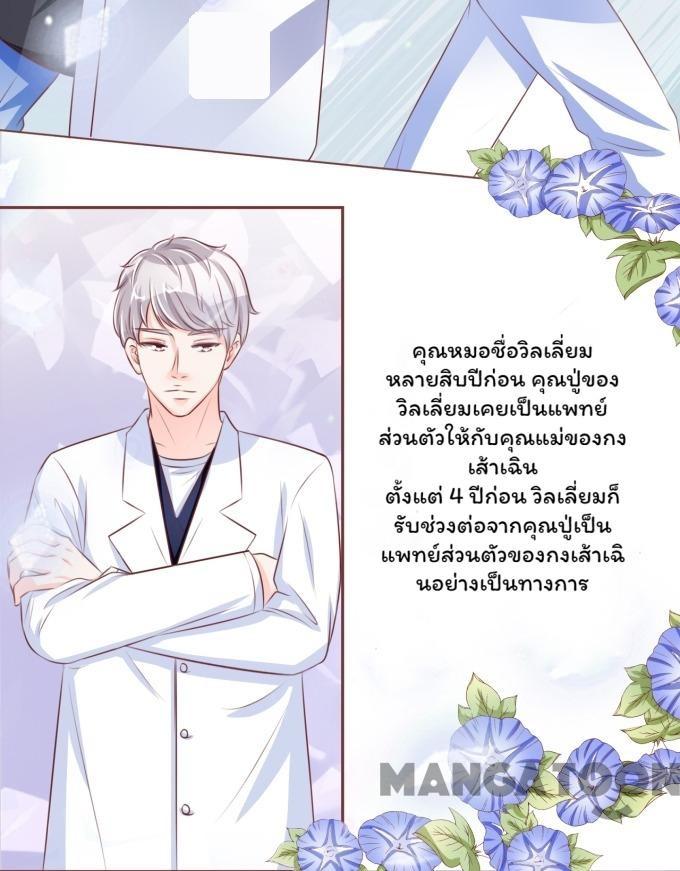 คุณหมอชื่อวิลเลี่ยม
หลายสิบปีก่อน คุณปู่ของ
วิลเลี่ยมเคยเป็นแพทย์
ส่วนตัวให้กับคุณแม่ของกง
เส้าเฉิน
ตั้งแต่ 4 ปีก่อน วิลเลี่ยมก็
รับช่วงต่อจากคุณปู่เป็น
แพทย์ส่วนตัวของกงเส้าเฉิ
นอย่างเป็นทางการ
MANGATOON